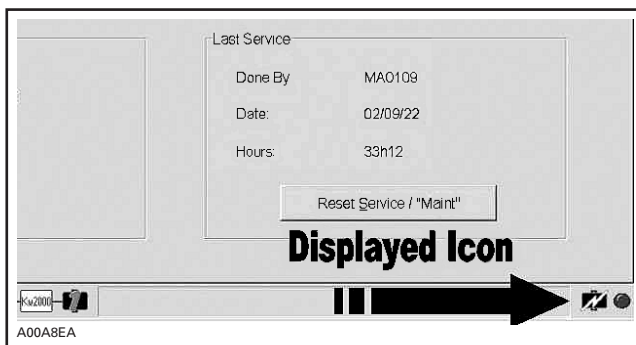 Last Service
Done By MA0109
Date: 02/09/22
Hours: 33h12
Reset Service / "Maint"
Displayed Icon
Kw2000
A00A8EA